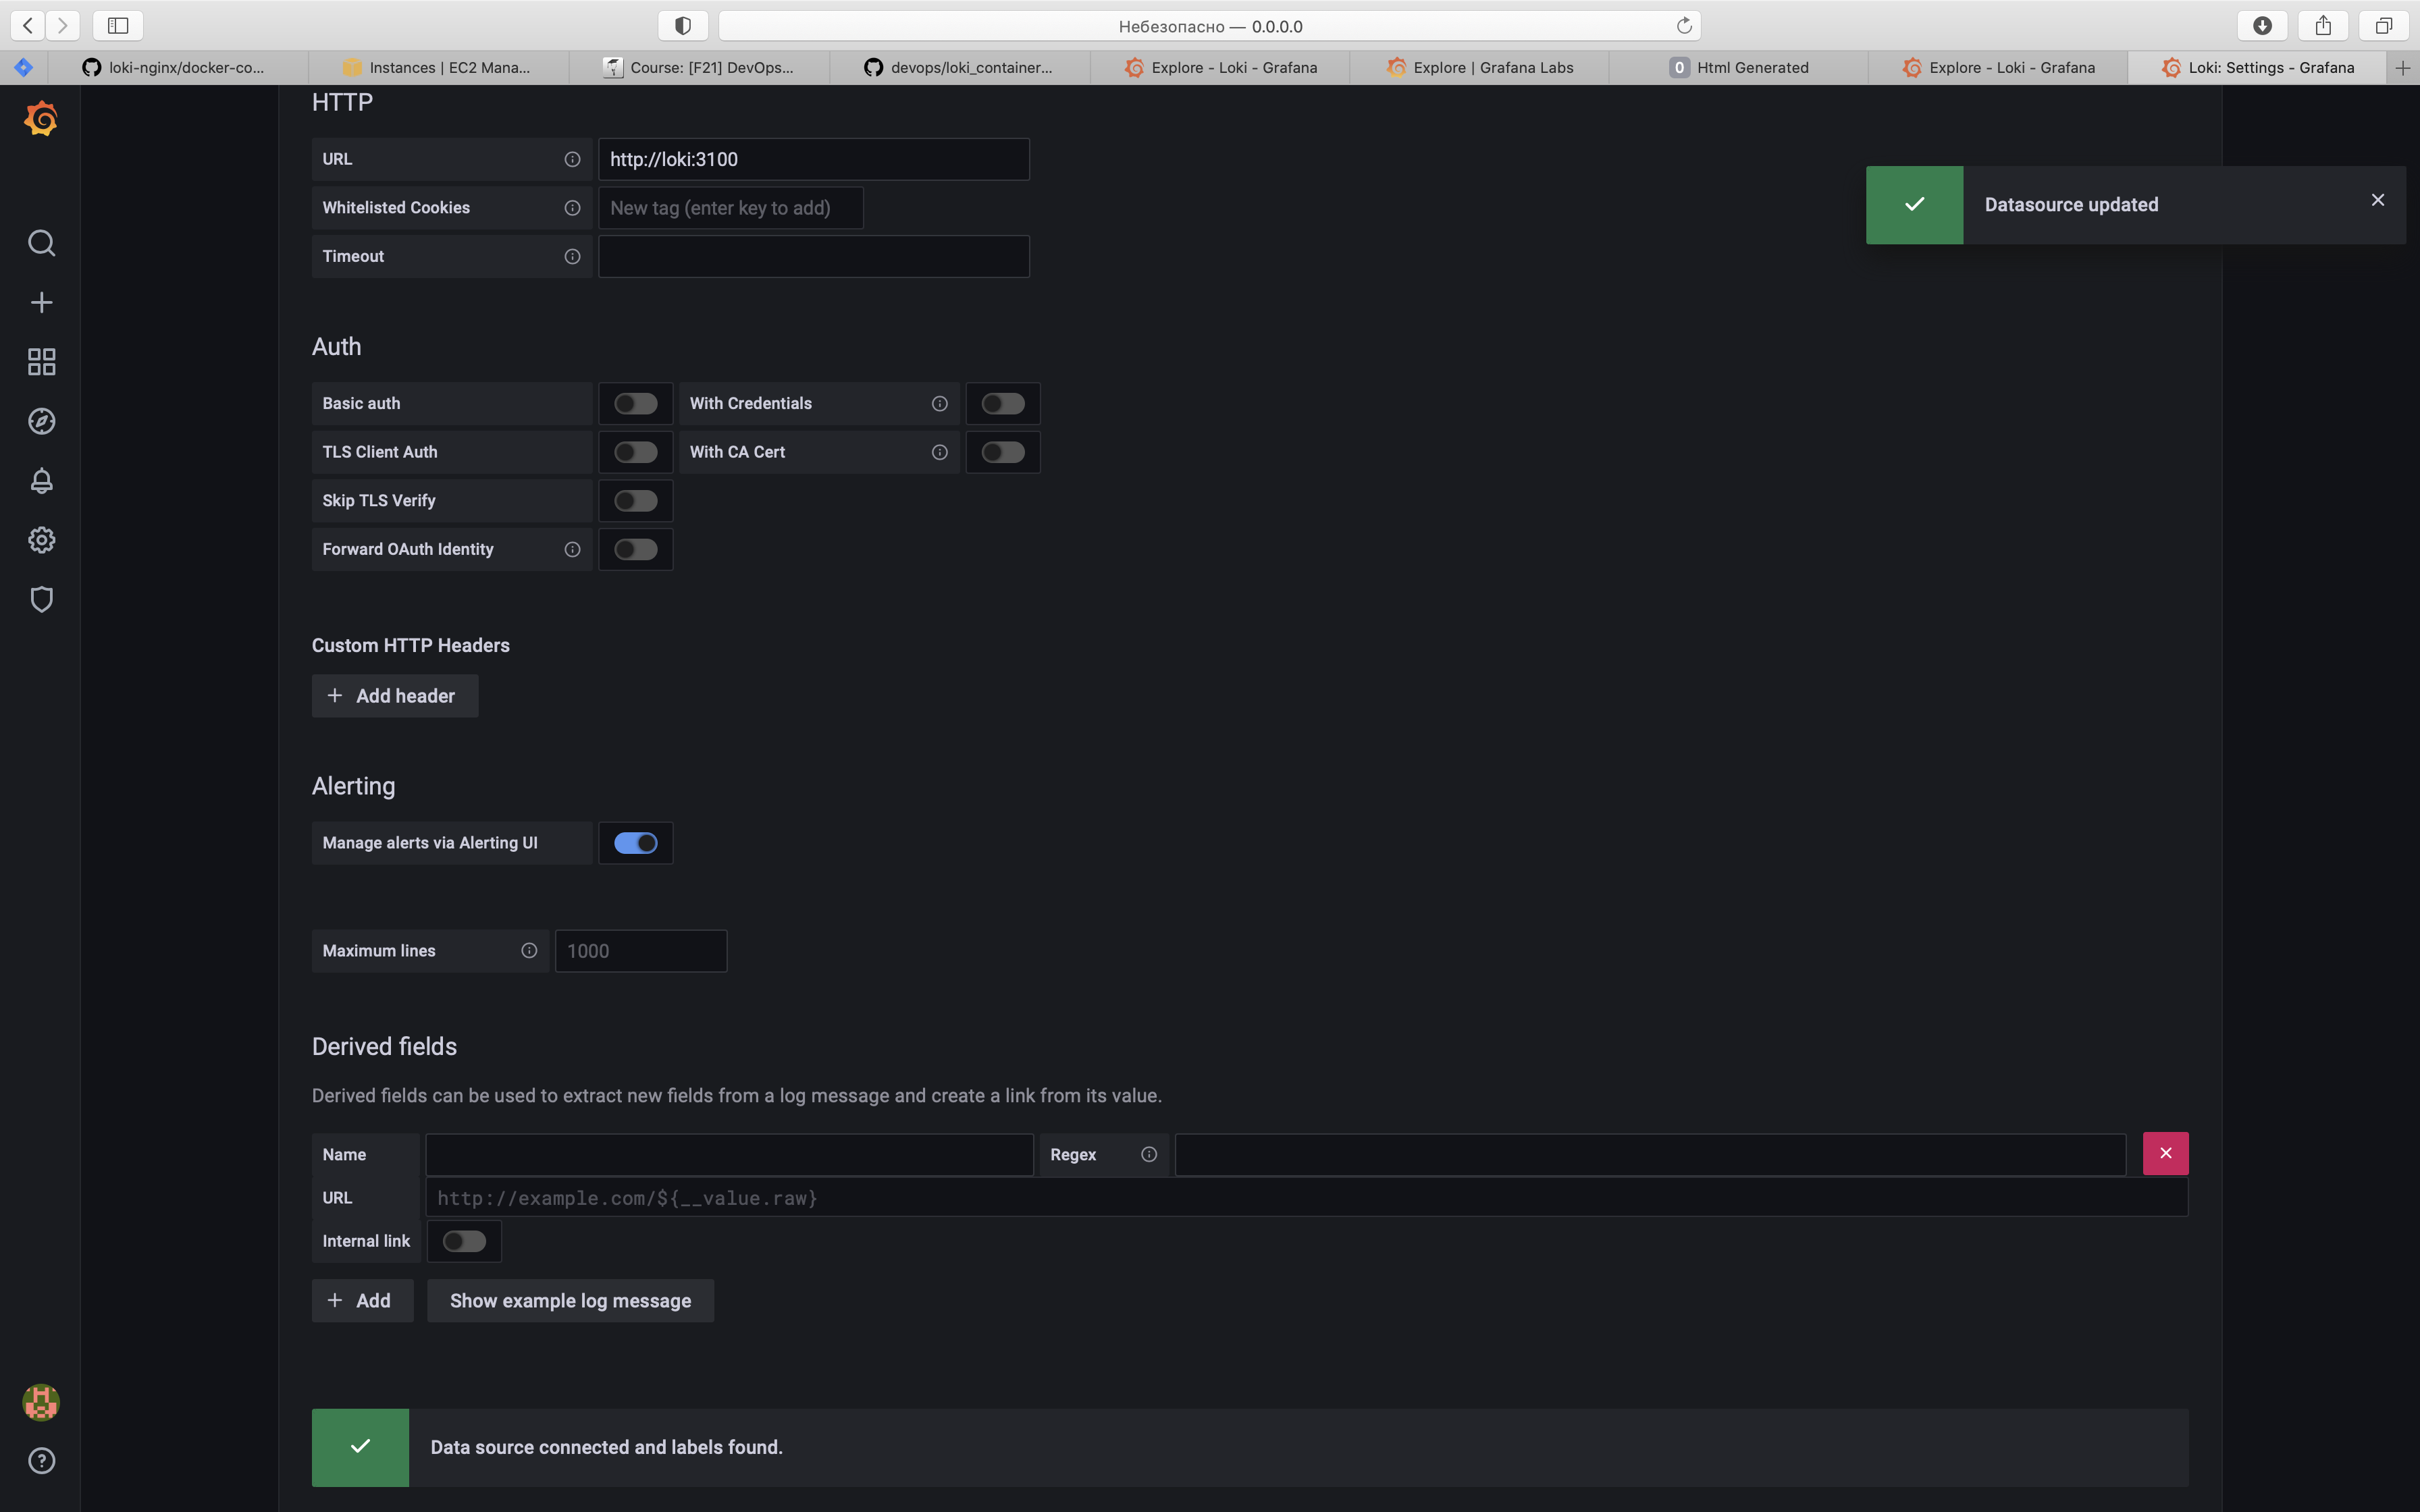 Небезопасно — 0.0.0.0
loki-nginx/docker-co...
Instances | EC2 Mana...
Course: [F21] DevOps...
devops/loki_container...
Explore - Loki - Grafana
Explore | Grafana Labs
0 Html Generated
Explore - Loki - Grafana
Loki: Settings - Grafana
HTTP
URL http://loki:3100
Datasource updated
Whitelisted Cookies New tag (enter key to add)
Timeout
Auth
Basic auth With Credentials
TLS Client Auth With CA Cert
Skip TLS Verify
Forward OAuth Identity
Custom HTTP Headers
Add header
Alerting
Manage alerts via Alerting UI
Maximum lines 1000
Derived fields
Derived fields can be used to extract new fields from a log message and create a link from its value.
Name Regex
URL http://example.com/${__value.raw}
Internal link
Add Show example log message
Data source connected and labels found.